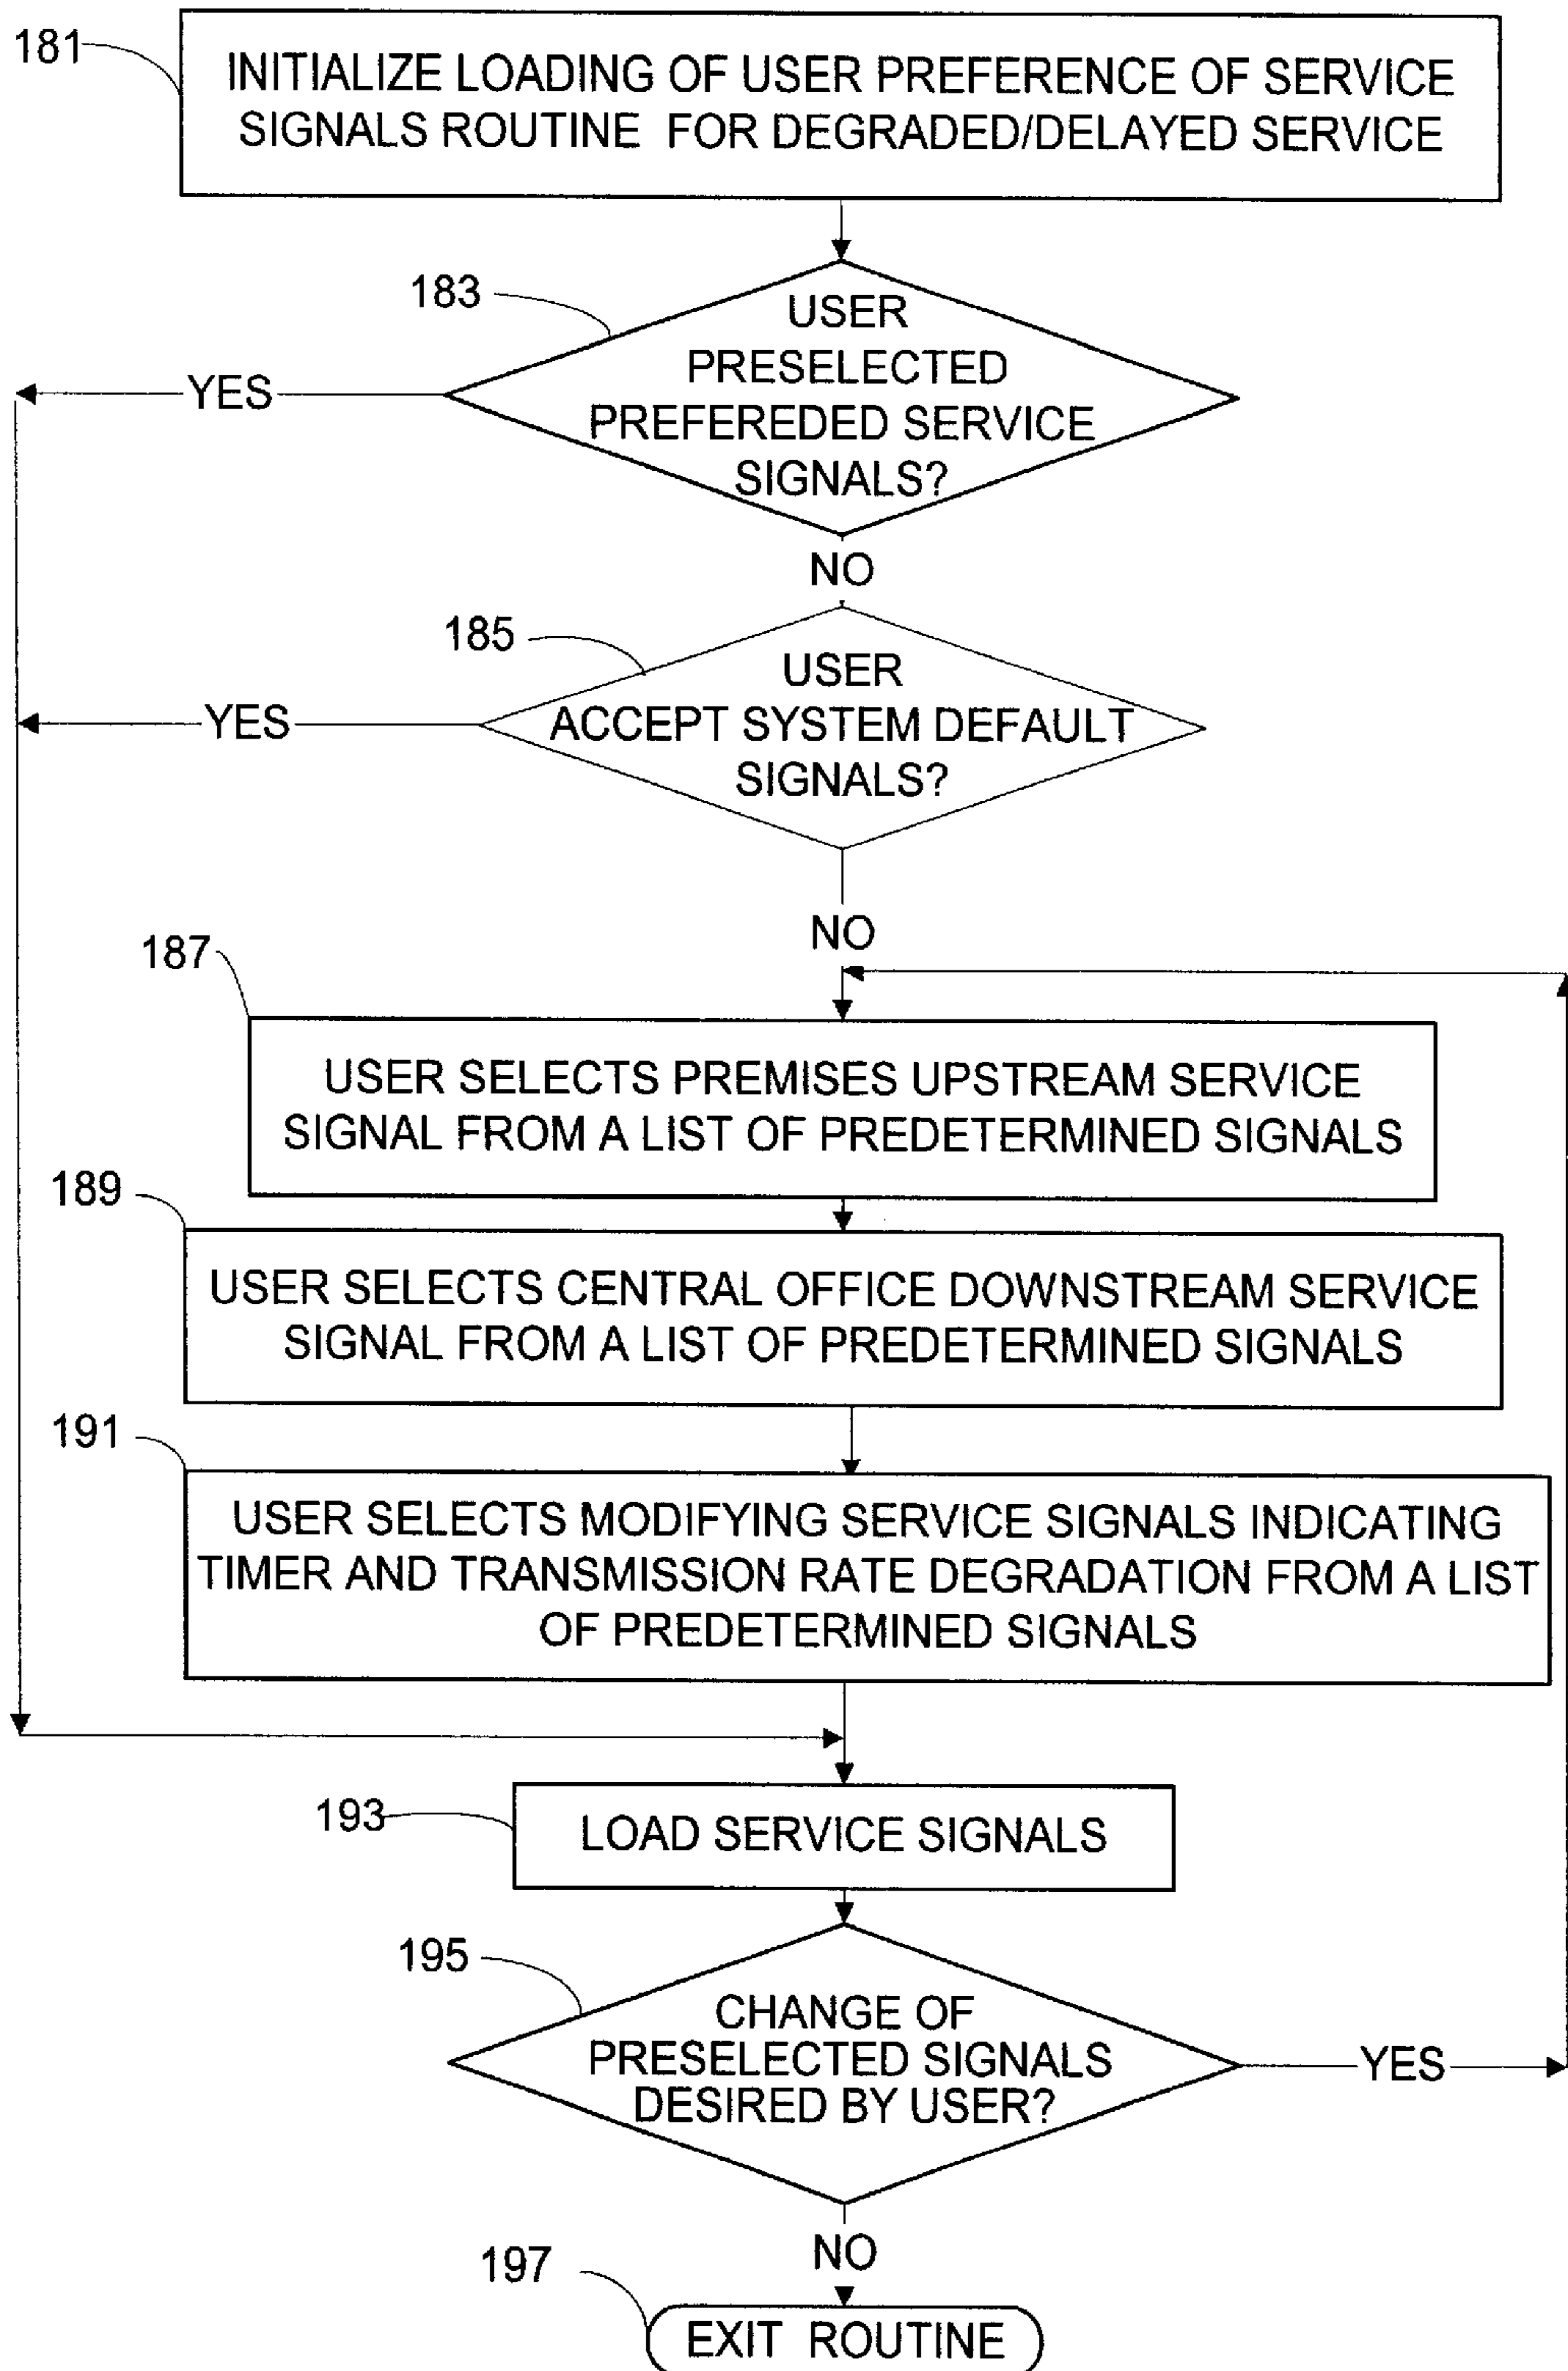 181
INITIALIZE LOADING OF USER PREFERENCE OF SERVICE
SIGNALS ROUTINE FOR DEGRADED/DELAYED SERVICE
183
USER
PRESELECTED
PREFEREDED SERVICE
SIGNALS?
YES
NO
185
USER
ACCEPT SYSTEM DEFAULT
SIGNALS?
YES
NO
187
USER SELECTS PREMISES UPSTREAM SERVICE
SIGNAL FROM A LIST OF PREDETERMINED SIGNALS
189
USER SELECTS CENTRAL OFFICE DOWNSTREAM SERVICE
SIGNAL FROM A LIST OF PREDETERMINED SIGNALS
191
USER SELECTS MODIFYING SERVICE SIGNALS INDICATING
TIMER AND TRANSMISSION RATE DEGRADATION FROM A LIST
OF PREDETERMINED SIGNALS
193
LOAD SERVICE SIGNALS
195
CHANGE OF
PRESELECTED SIGNALS
DESIRED BY USER?
YES
NO
197
EXIT ROUTINE